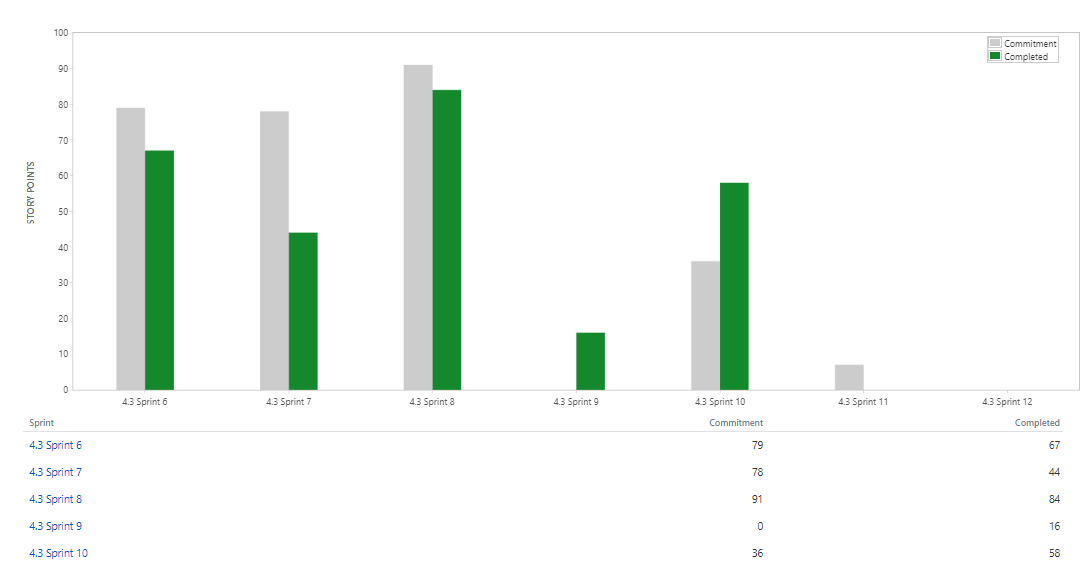 100
Commitment
Completed
90
80
70
60
STORY POINTS
50
40
30
20
10
0
4.3 Sprint 6 4.3 Sprint 7 4.3 Sprint 8 4.3 Sprint 9 4.3 Sprint 10 4.3 Sprint 11 4.3 Sprint 12
Sprint Commitment Completed
4.3 Sprint 6 79 67
4.3 Sprint 7 78 44
4.3 Sprint 8 91 84
4.3 Sprint 9 0 16
4.3 Sprint 10 36 58